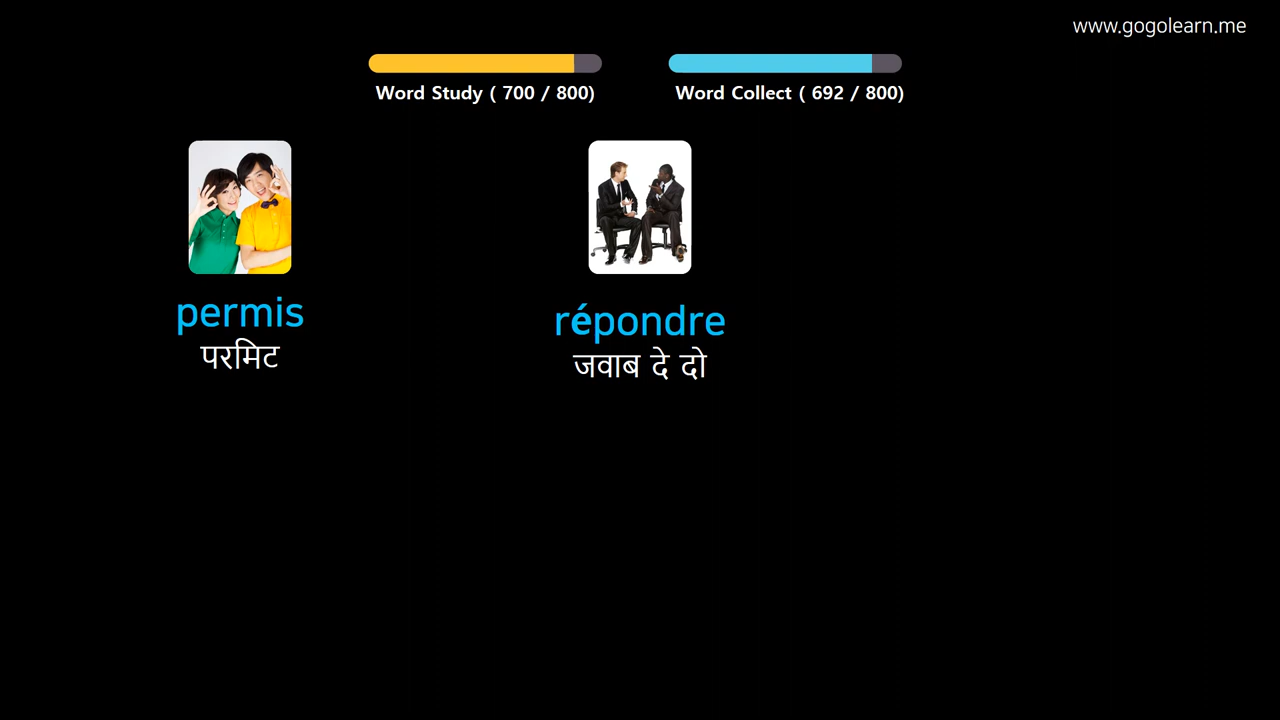 www.gogolearn.me
Word Study ( 700 / 800)
Word Collect ( 692 / 800)
permis
परमिट
répondre
जवाब दे दो